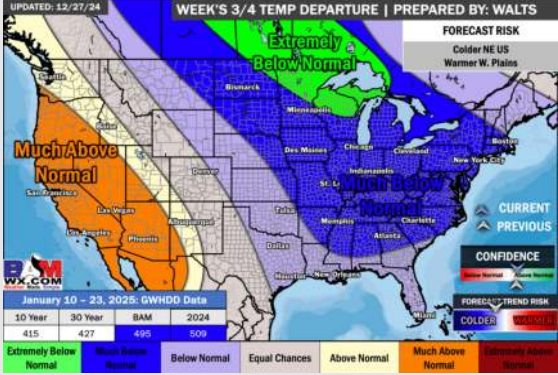 UPDATED: 12/27/24
WEEK'S 3/4 TEMP DEPARTURE | PREPARED BY: WALTS
FORECAST RISK
Colder NE US
Warmer W. Plains
Extremely
Below Normal
Seattle
Bismarck
Minneapolis
Boise
Boston
Much Above
Normal
Des Moines
Chicago
Cleveland
New York City
Denver
Indianapolis
St. L
Much Below
Normal
San Francisco
Las Vegas
Los Angeles
Albuquerque
Tulsa
Memphis
Charlotte
Phoenix
Atlanta
Dallas
Houston
New Orleans
Miami
CURRENT
PREVIOUS
CONFIDENCE
Below Normal
Above Normal
FORECAST TREND RISK
COLDER
WARMER
BAM
WX.COM
January 10 – 23, 2025: GWHDD Data
10 Year
30 Year
BAM
2024
415
427
495
509
Extremely Below
Normal
Much Below
Normal
Below
Normal
Equal Chances
Above Normal
Much Above
Normal
Extremely Above
Normal